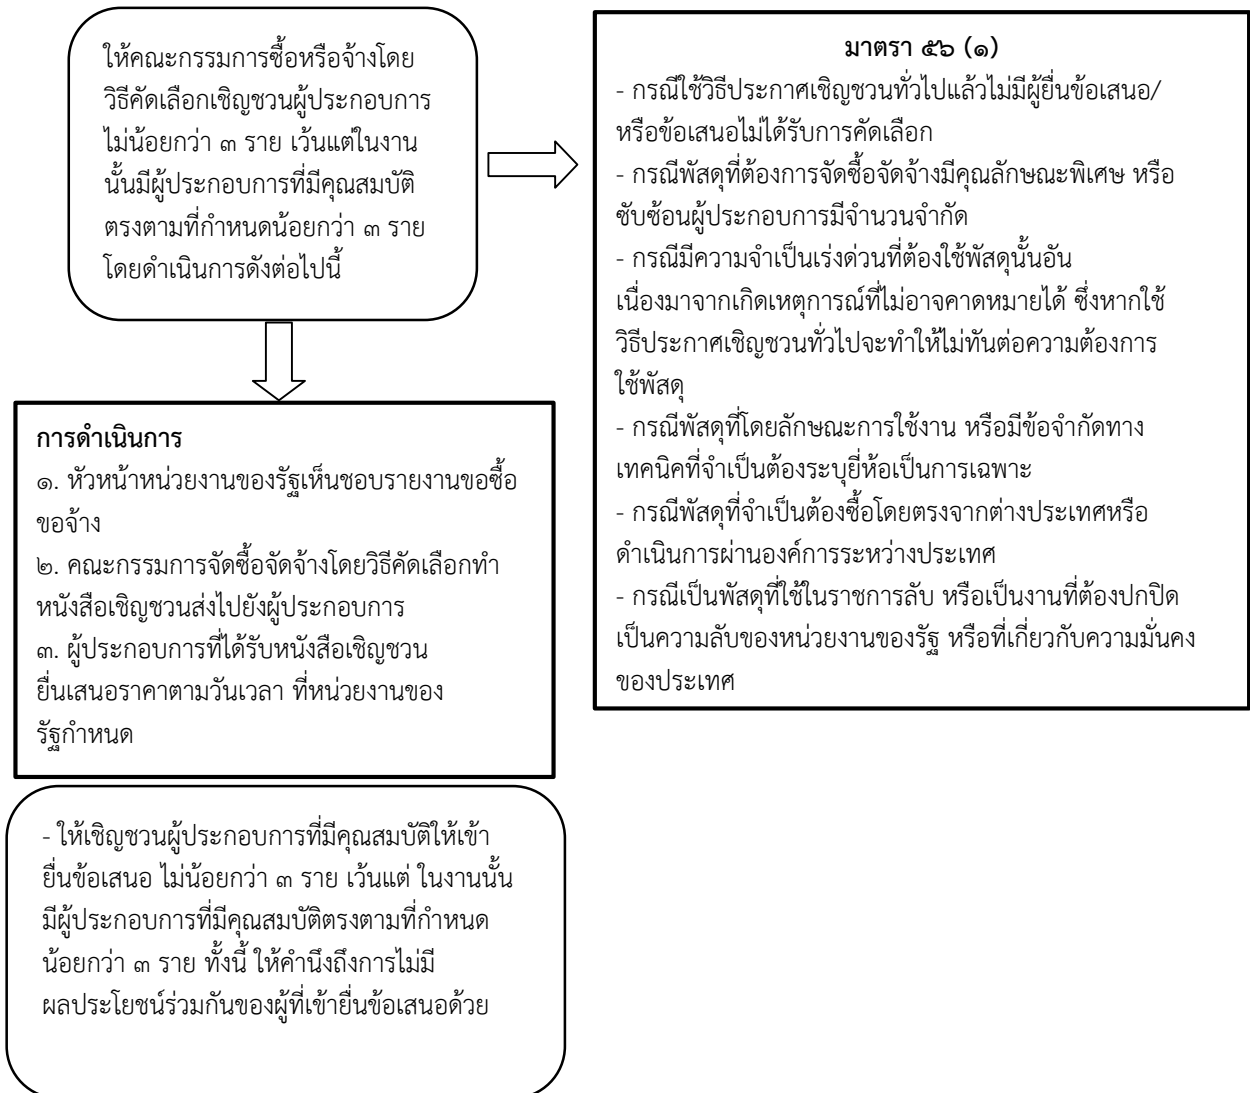 ให้คณะกรรมการซื้อหรือจ้างโดย
วิธีคัดเลือกเชิญชวนผู้ประกอบการ
ไม่น้อยกว่า ๓ ราย เว้นแต่ในงาน
นั้นมีผู้ประกอบการที่มีคุณสมบัติ
ตรงตามที่กำหนดน้อยกว่า ๓ ราย
โดยดำเนินการดังต่อไปนี้
มาตรา ๕๖ (๑)
- กรณีใช้วิธีประกาศเชิญชวนทั่วไปแล้วไม่มีผู้ยื่นข้อเสนอ/
หรือข้อเสนอไม่ได้รับการคัดเลือก
- กรณีพัสดุที่ต้องการจัดซื้อจัดจ้างมีคุณลักษณะพิเศษ หรือ
ซับซ้อนผู้ประกอบการมีจำนวนจำกัด
- กรณีมีความจำเป็นเร่งด่วนที่ต้องใช้พัสดุนั้นอัน
เนื่องมาจากเกิดเหตุการณ์ที่ไม่อาจคาดหมายได้ ซึ่งหากใช้
วิธีประกาศเชิญชวนทั่วไปจะทำให้ไม่ทันต่อความต้องการ
ใช้พัสดุ
- กรณีพัสดุที่โดยลักษณะการใช้งาน หรือมีข้อจำกัดทาง
เทคนิคที่จำเป็นต้องระบุยี่ห้อเป็นการเฉพาะ
- กรณีพัสดุที่จำเป็นต้องซื้อโดยตรงจากต่างประเทศหรือ
ดำเนินการผ่านองค์การระหว่างประเทศ
- กรณีเป็นพัสดุที่ใช้ในราชการลับ หรือเป็นงานที่ต้องปกปิด
เป็นความลับของหน่วยงานของรัฐ หรือที่เกี่ยวกับความมั่นคง
ของประเทศ
การดำเนินการ
๑. หัวหน้าหน่วยงานของรัฐเห็นชอบรายงานขอซื้อ
ขอจ้าง
๒. คณะกรรมการจัดซื้อจัดจ้างโดยวิธีคัดเลือกทำ
หนังสือเชิญชวนส่งไปยังผู้ประกอบการ
๓. ผู้ประกอบการที่ได้รับหนังสือเชิญชวน
ยื่นเสนอราคาตามวันเวลา ที่หน่วยงานของ
รัฐกำหนด
- ให้เชิญชวนผู้ประกอบการที่มีคุณสมบัติให้เข้า
ยื่นข้อเสนอ ไม่น้อยกว่า ๓ ราย เว้นแต่ ในงานนั้น
มีผู้ประกอบการที่มีคุณสมบัติตรงตามที่กำหนด
น้อยกว่า ๓ ราย ทั้งนี้ ให้คำนึงถึงการไม่มี
ผลประโยชน์ร่วมกันของผู้ที่เข้ายื่นข้อเสนอด้วย